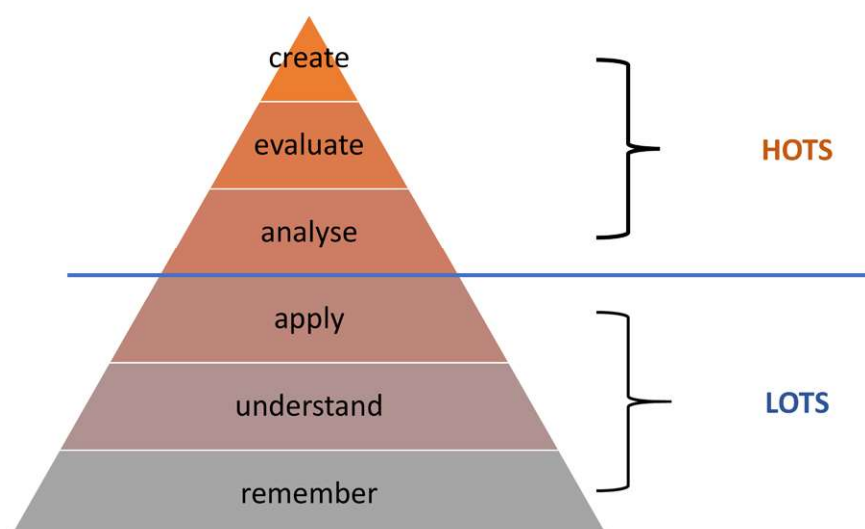 create
evaluate
HOTS
analyse
apply
understand
LOTS
remember